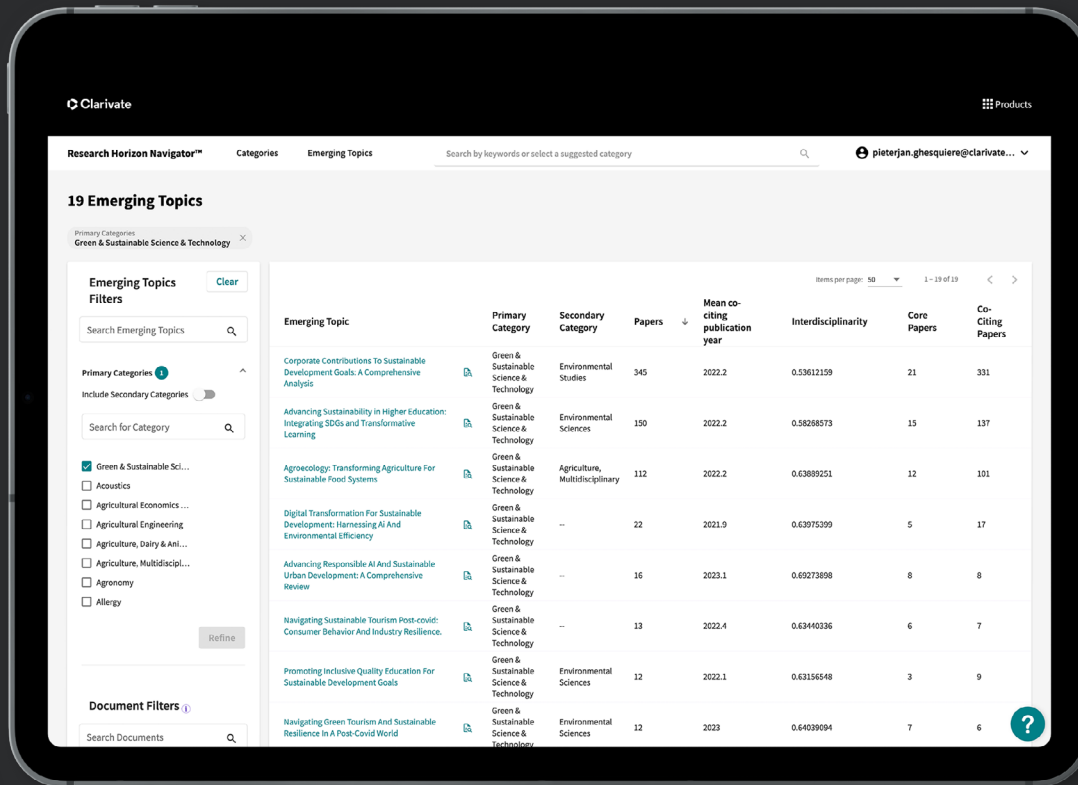 Clarivate
Products
Research Horizon Navigator™
Categories
Emerging Topics
Search by keywords or select a suggested category
pieterjan.ghesquiere@clarivate...
19 Emerging Topics
Primary Categories
Green & Sustainable Science & Technology
Emerging Topics
Filters
Clear
Search Emerging Topics
Primary Categories 1
Include Secondary Categories
Search for Category
Green & Sustainable Sci...
Acoustics
Agricultural Economics ...
Agricultural Engineering
Agriculture, Dairy & Ani...
Agriculture, Multidiscipl...
Agronomy
Allergy
Refine
Document Filters
Search Documents
Items per page: 50
1 – 19 of 19
Emerging Topic
Primary
Category
Secondary
Category
Papers
Mean co-
citing
publication
year
Interdisciplinarity
Core
Papers
Co-
Citing
Papers
Corporate Contributions To Sustainable
Development Goals: A Comprehensive
Analysis
Green &
Sustainable
Science &
Technology
Environmental
Studies
345
2022.2
0.53612159
21
331
Advancing Sustainability in Higher Education:
Integrating SDGs and Transformative
Learning
Green &
Sustainable
Science &
Technology
Environmental
Sciences
150
2022.2
0.58268573
15
137
Agroecology: Transforming Agriculture For
Sustainable Food Systems
Green &
Sustainable
Science &
Technology
Agriculture,
Multidisciplinary
112
2022.2
0.63889251
12
101
Digital Transformation For Sustainable
Development: Harnessing Ai And
Environmental Efficiency
Green &
Sustainable
Science &
Technology
--
22
2021.9
0.63975399
5
17
Advancing Responsible AI And Sustainable
Urban Development: A Comprehensive
Review
Green &
Sustainable
Science &
Technology
--
16
2023.1
0.69273898
8
8
Navigating Sustainable Tourism Post-covid:
Consumer Behavior And Industry Resilience.
Green &
Sustainable
Science &
Technology
--
13
2022.4
0.63440336
6
7
Promoting Inclusive Quality Education For
Sustainable Development Goals
Green &
Sustainable
Science &
Technology
Environmental
Sciences
12
2022.1
0.63156548
3
9
Navigating Green Tourism And Sustainable
Resilience In A Post-Covid World
Green &
Sustainable
Science &
Technology
Environmental
Sciences
12
2023
0.64039094
7
6
?